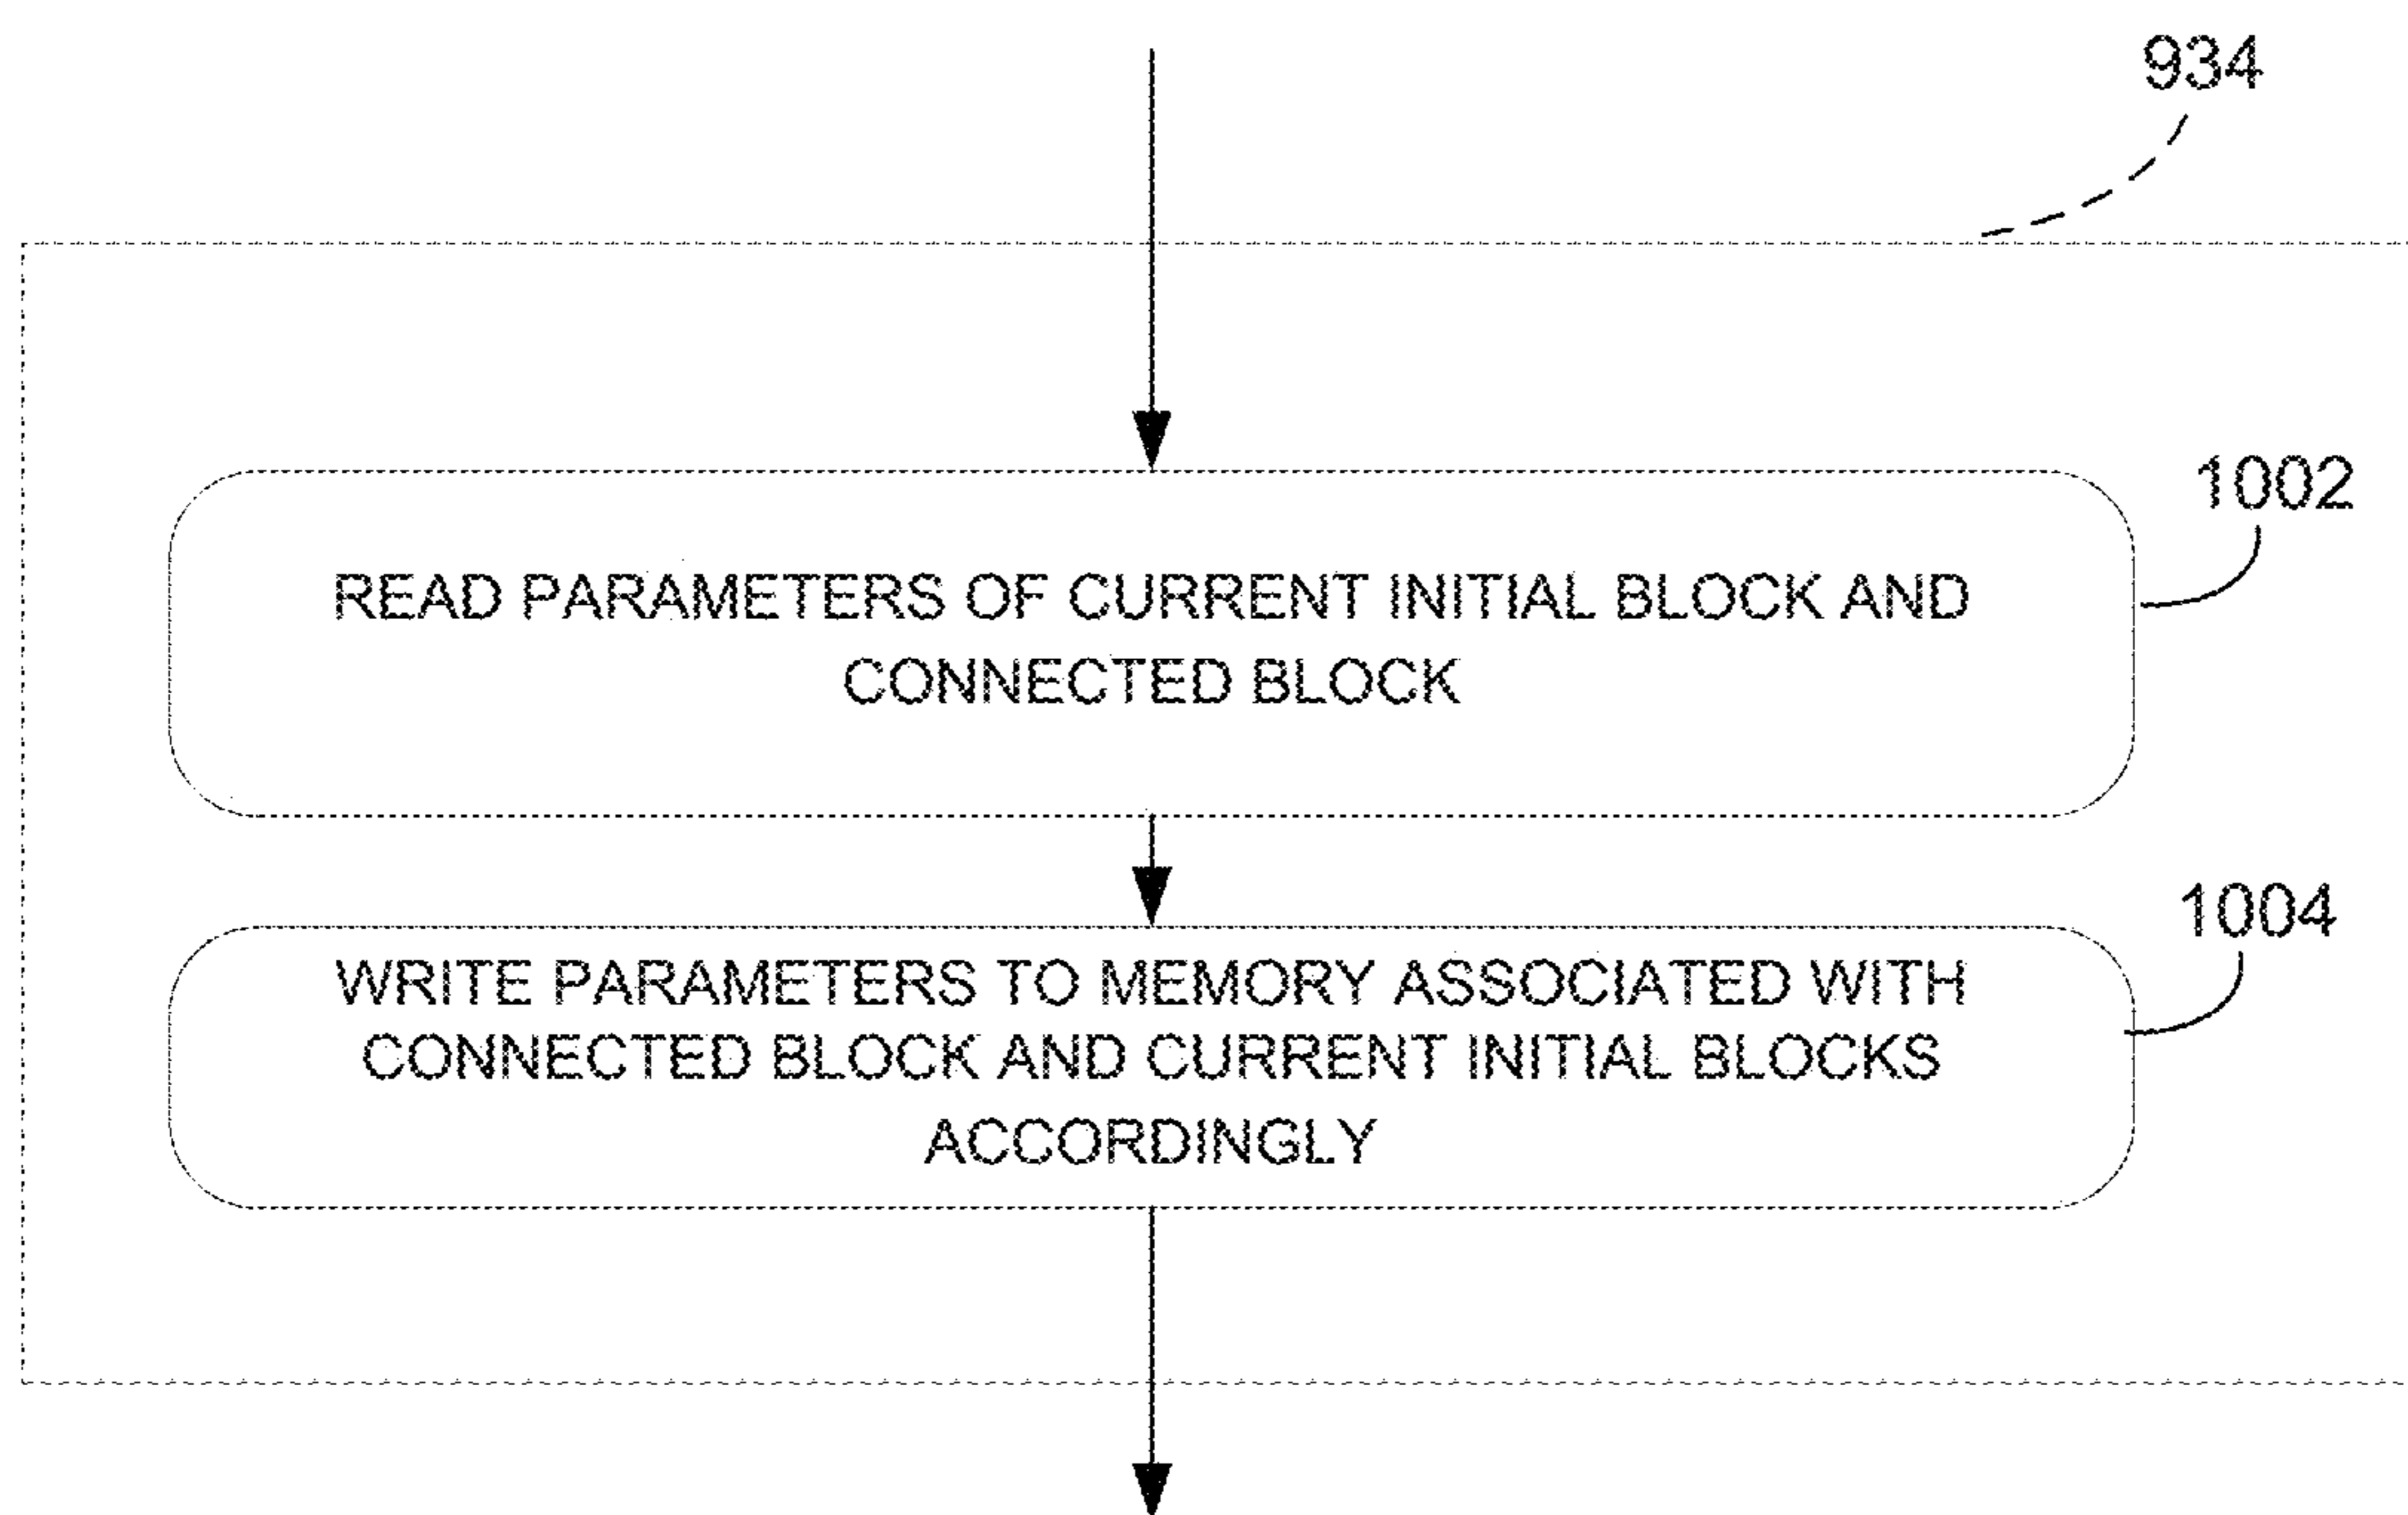 934
1002
READ PARAMETERS OF CURRENT INITIAL BLOCK AND
CONNECTED BLOCK
1004
WRITE PARAMETERS TO MEMORY ASSOCIATED WITH
CONNECTED BLOCK AND CURRENT INITIAL BLOCKS
ACCORDINGLY